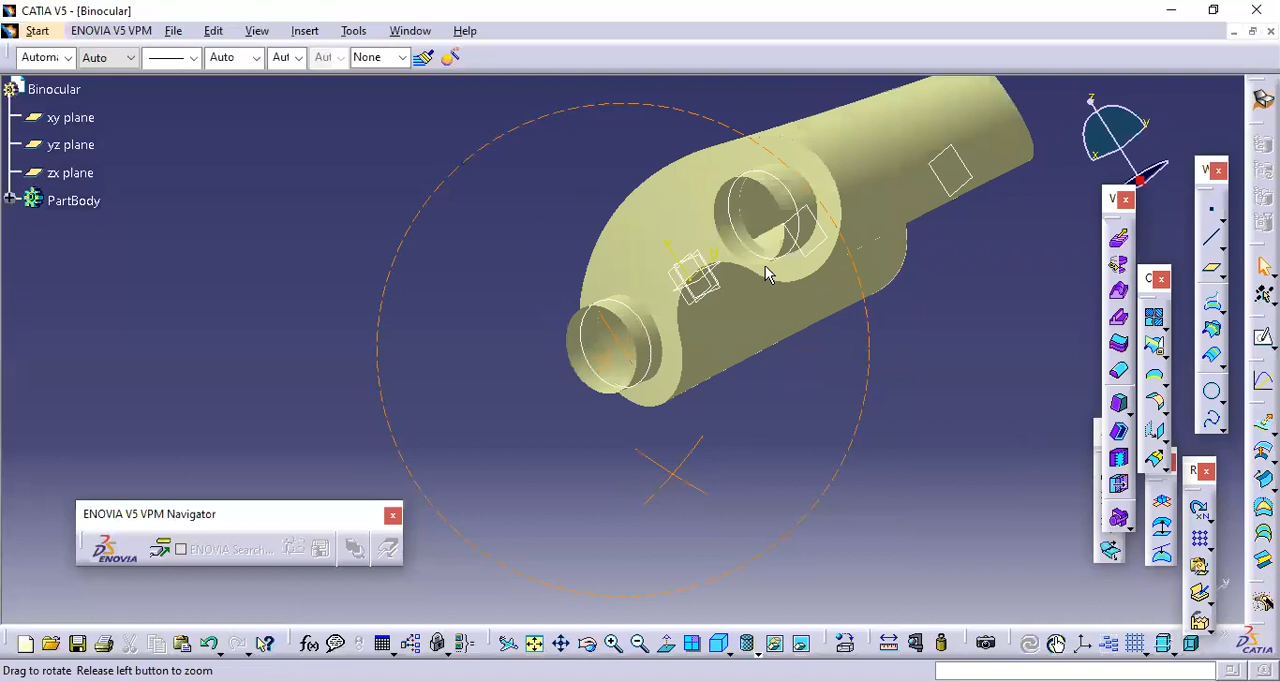 CATIA V5 - [Binocular]
Start ENOVIA V5 VPM File Edit View Insert Tools Window Help
Auto Auto Aut Aut None
Binocular
xy plane
yz plane
zx plane
PartBody
z
y
x
W
V
C
R
ENOVIA V5 VPM Navigator
ENOVIA
ENOVIA Search...
f(x)
CATIA
Drag to rotate Release left button to zoom